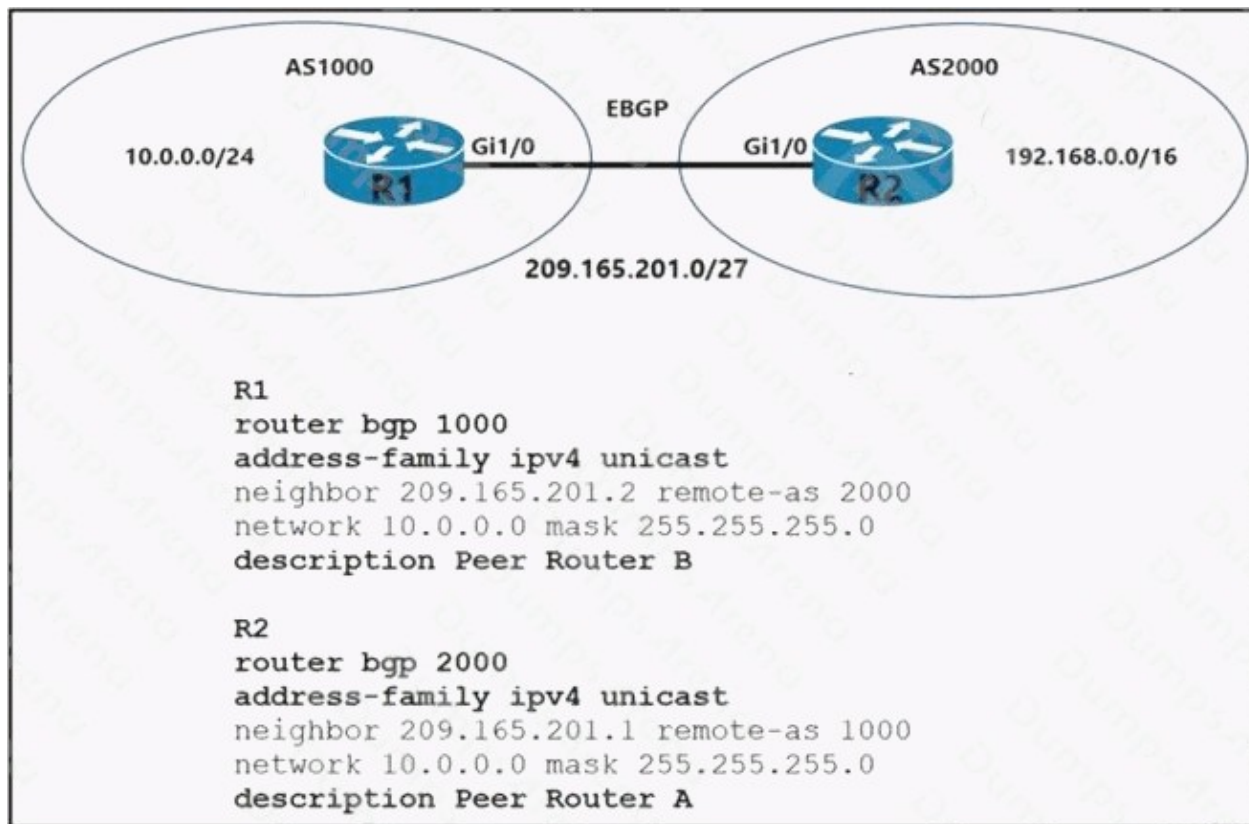 AS1000
AS2000
EBGP
10.0.0.0/24
Gi1/0
Gi1/0
192.168.0.0/16
R1
R2
209.165.201.0/27
R1
router bgp 1000
address-family ipv4 unicast
neighbor 209.165.201.2 remote-as 2000
network 10.0.0.0 mask 255.255.255.0
description Peer Router B
R2
router bgp 2000
address-family ipv4 unicast
neighbor 209.165.201.1 remote-as 1000
network 10.0.0.0 mask 255.255.255.0
description Peer Router A
DumpsArena